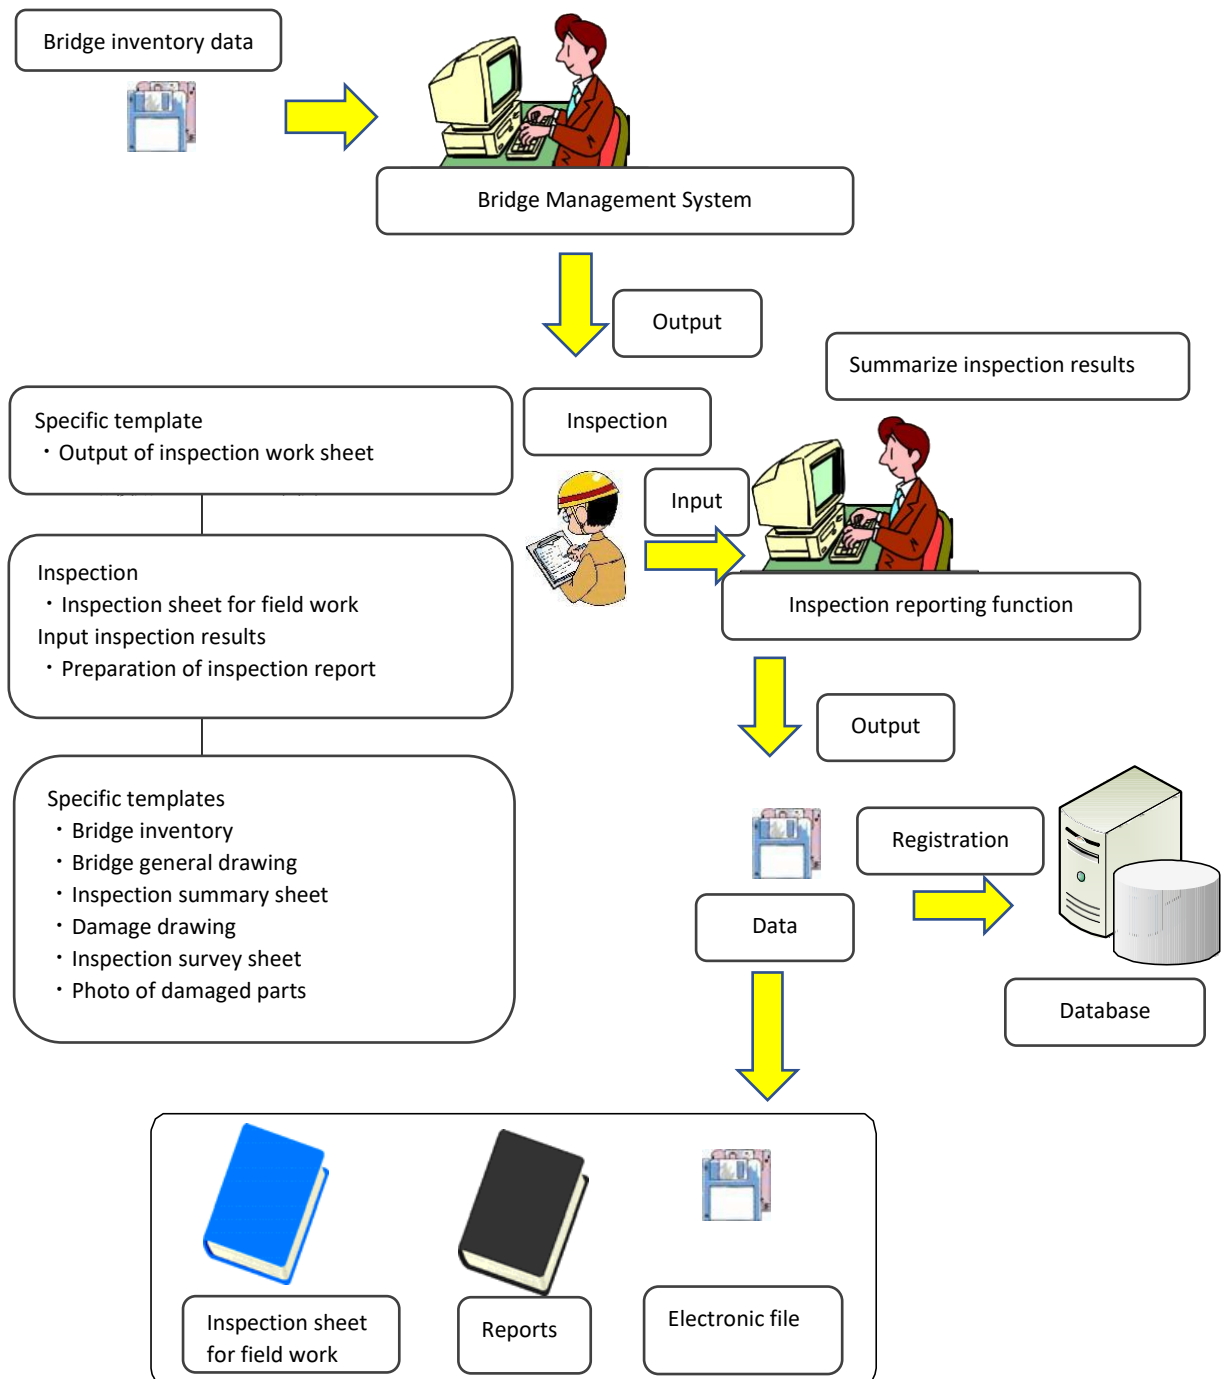 Bridge inventory data
Bridge Management System
Output
Summarize inspection results
Specific template
・Output of inspection work sheet
Inspection
Input
Inspection
・Inspection sheet for field work
Input inspection results
・Preparation of inspection report
Inspection reporting function
Output
Specific templates
・Bridge inventory
・Bridge general drawing
・Inspection summary sheet
・Damage drawing
・Inspection survey sheet
・Photo of damaged parts
Registration
Data
Database
Inspection sheet
for field work
Reports
Electronic file